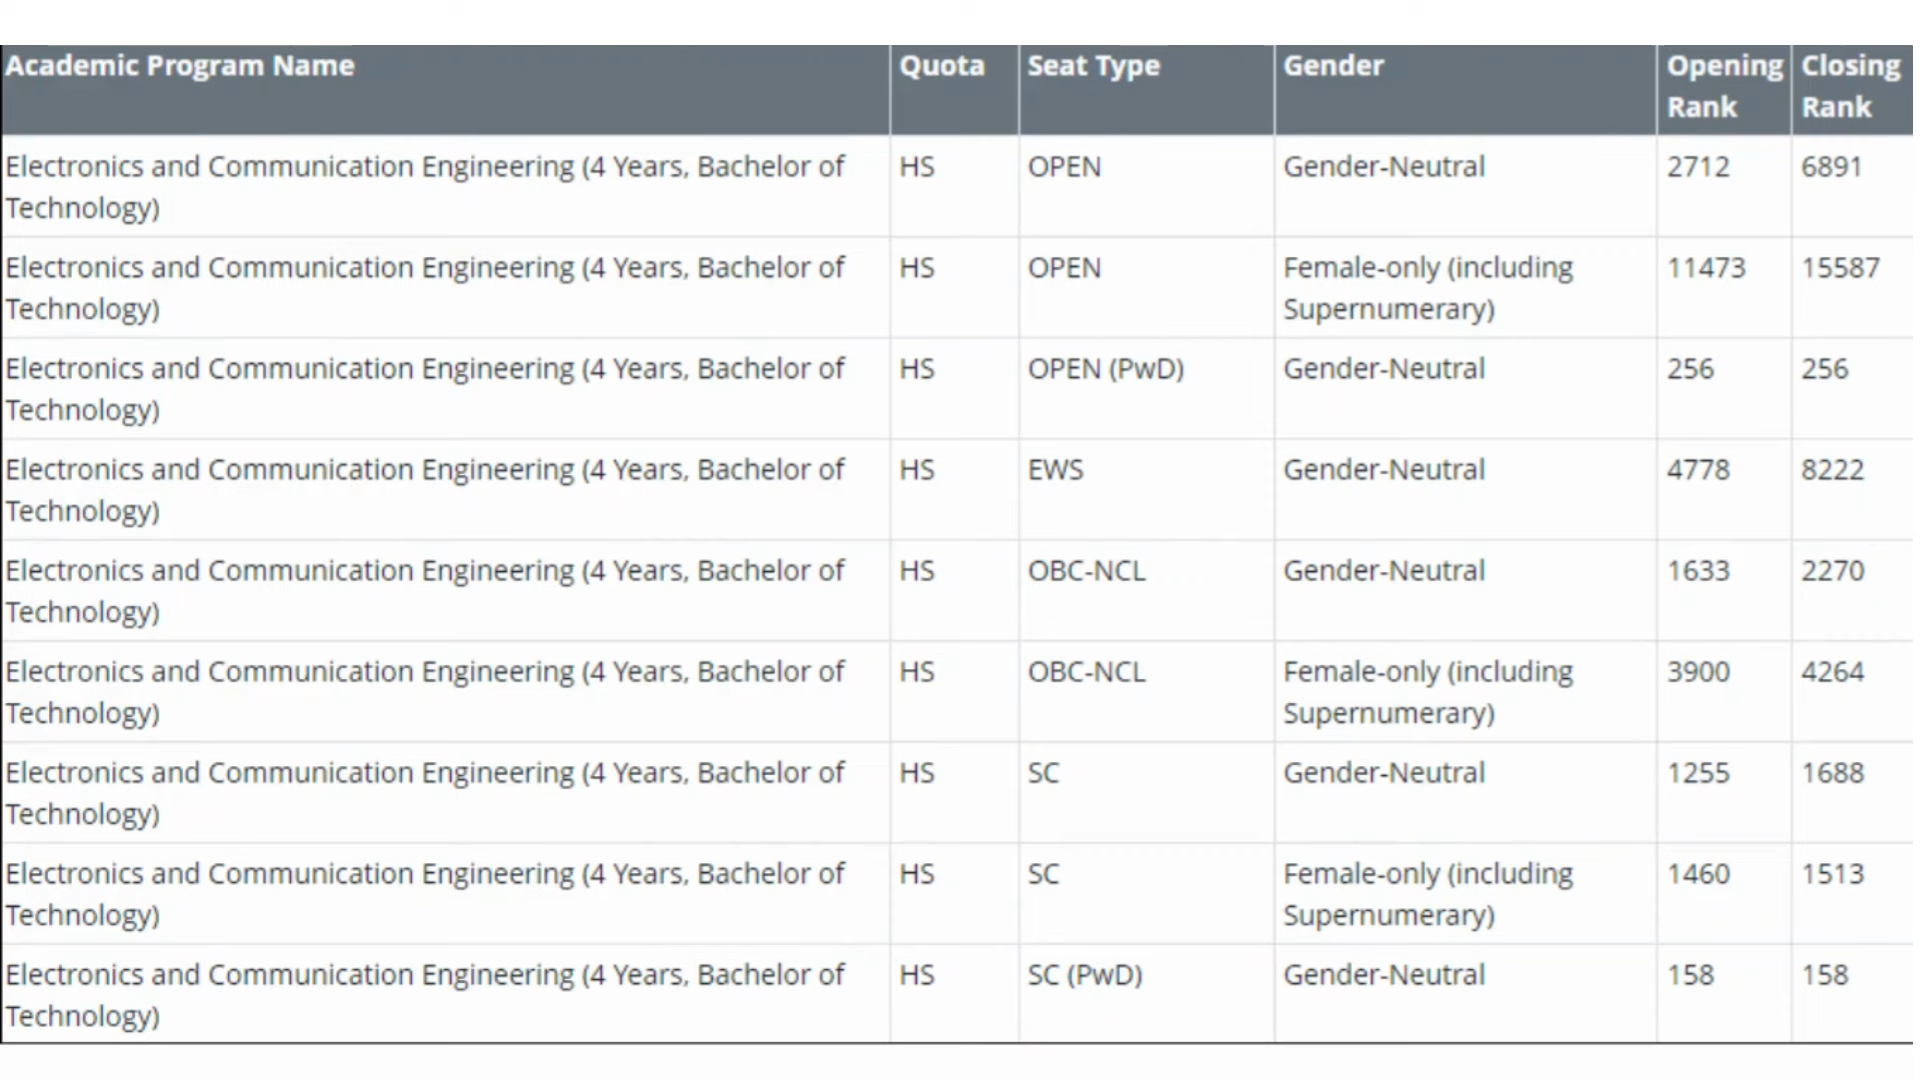 Academic Program Name Quota Seat Type Gender Opening Rank Closing Rank
Electronics and Communication Engineering (4 Years, Bachelor of Technology) HS OPEN Gender-Neutral 2712 6891
Electronics and Communication Engineering (4 Years, Bachelor of Technology) HS OPEN Female-only (including Supernumerary) 11473 15587
Electronics and Communication Engineering (4 Years, Bachelor of Technology) HS OPEN (PwD) Gender-Neutral 256 256
Electronics and Communication Engineering (4 Years, Bachelor of Technology) HS EWS Gender-Neutral 4778 8222
Electronics and Communication Engineering (4 Years, Bachelor of Technology) HS OBC-NCL Gender-Neutral 1633 2270
Electronics and Communication Engineering (4 Years, Bachelor of Technology) HS OBC-NCL Female-only (including Supernumerary) 3900 4264
Electronics and Communication Engineering (4 Years, Bachelor of Technology) HS SC Gender-Neutral 1255 1688
Electronics and Communication Engineering (4 Years, Bachelor of Technology) HS SC Female-only (including Supernumerary) 1460 1513
Electronics and Communication Engineering (4 Years, Bachelor of Technology) HS SC (PwD) Gender-Neutral 158 158